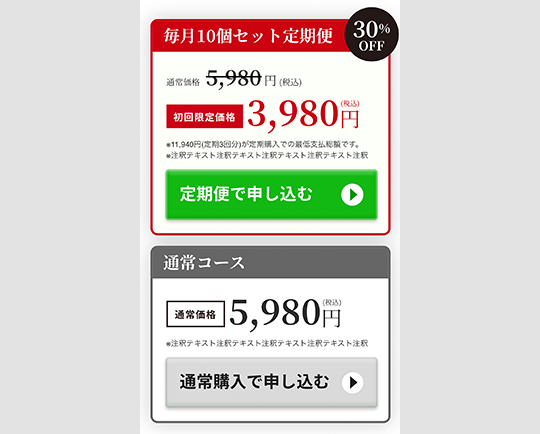 毎月10個セット定期便
30%
OFF
通常価格 5,980円(税込)
初回限定価格 3,980円(税込)
※11,940円(定期3回分)が定期購入での最低支払総額です。
※注釈テキスト注釈テキスト注釈テキスト注釈テキスト注釈
定期便で申し込む
通常コース
通常価格 5,980円(税込)
※注釈テキスト注釈テキスト注釈テキスト注釈テキスト注釈
通常購入で申し込む